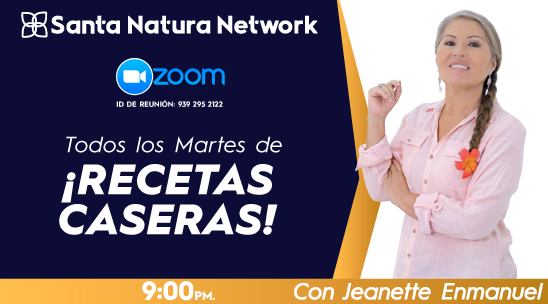 Santa Natura Network
zoom
ID DE REUNIÓN: 939 295 2122
Todos los Martes de
¡RECETAS
CASERAS!
9:00PM.
Con Jeanette Enmanuel